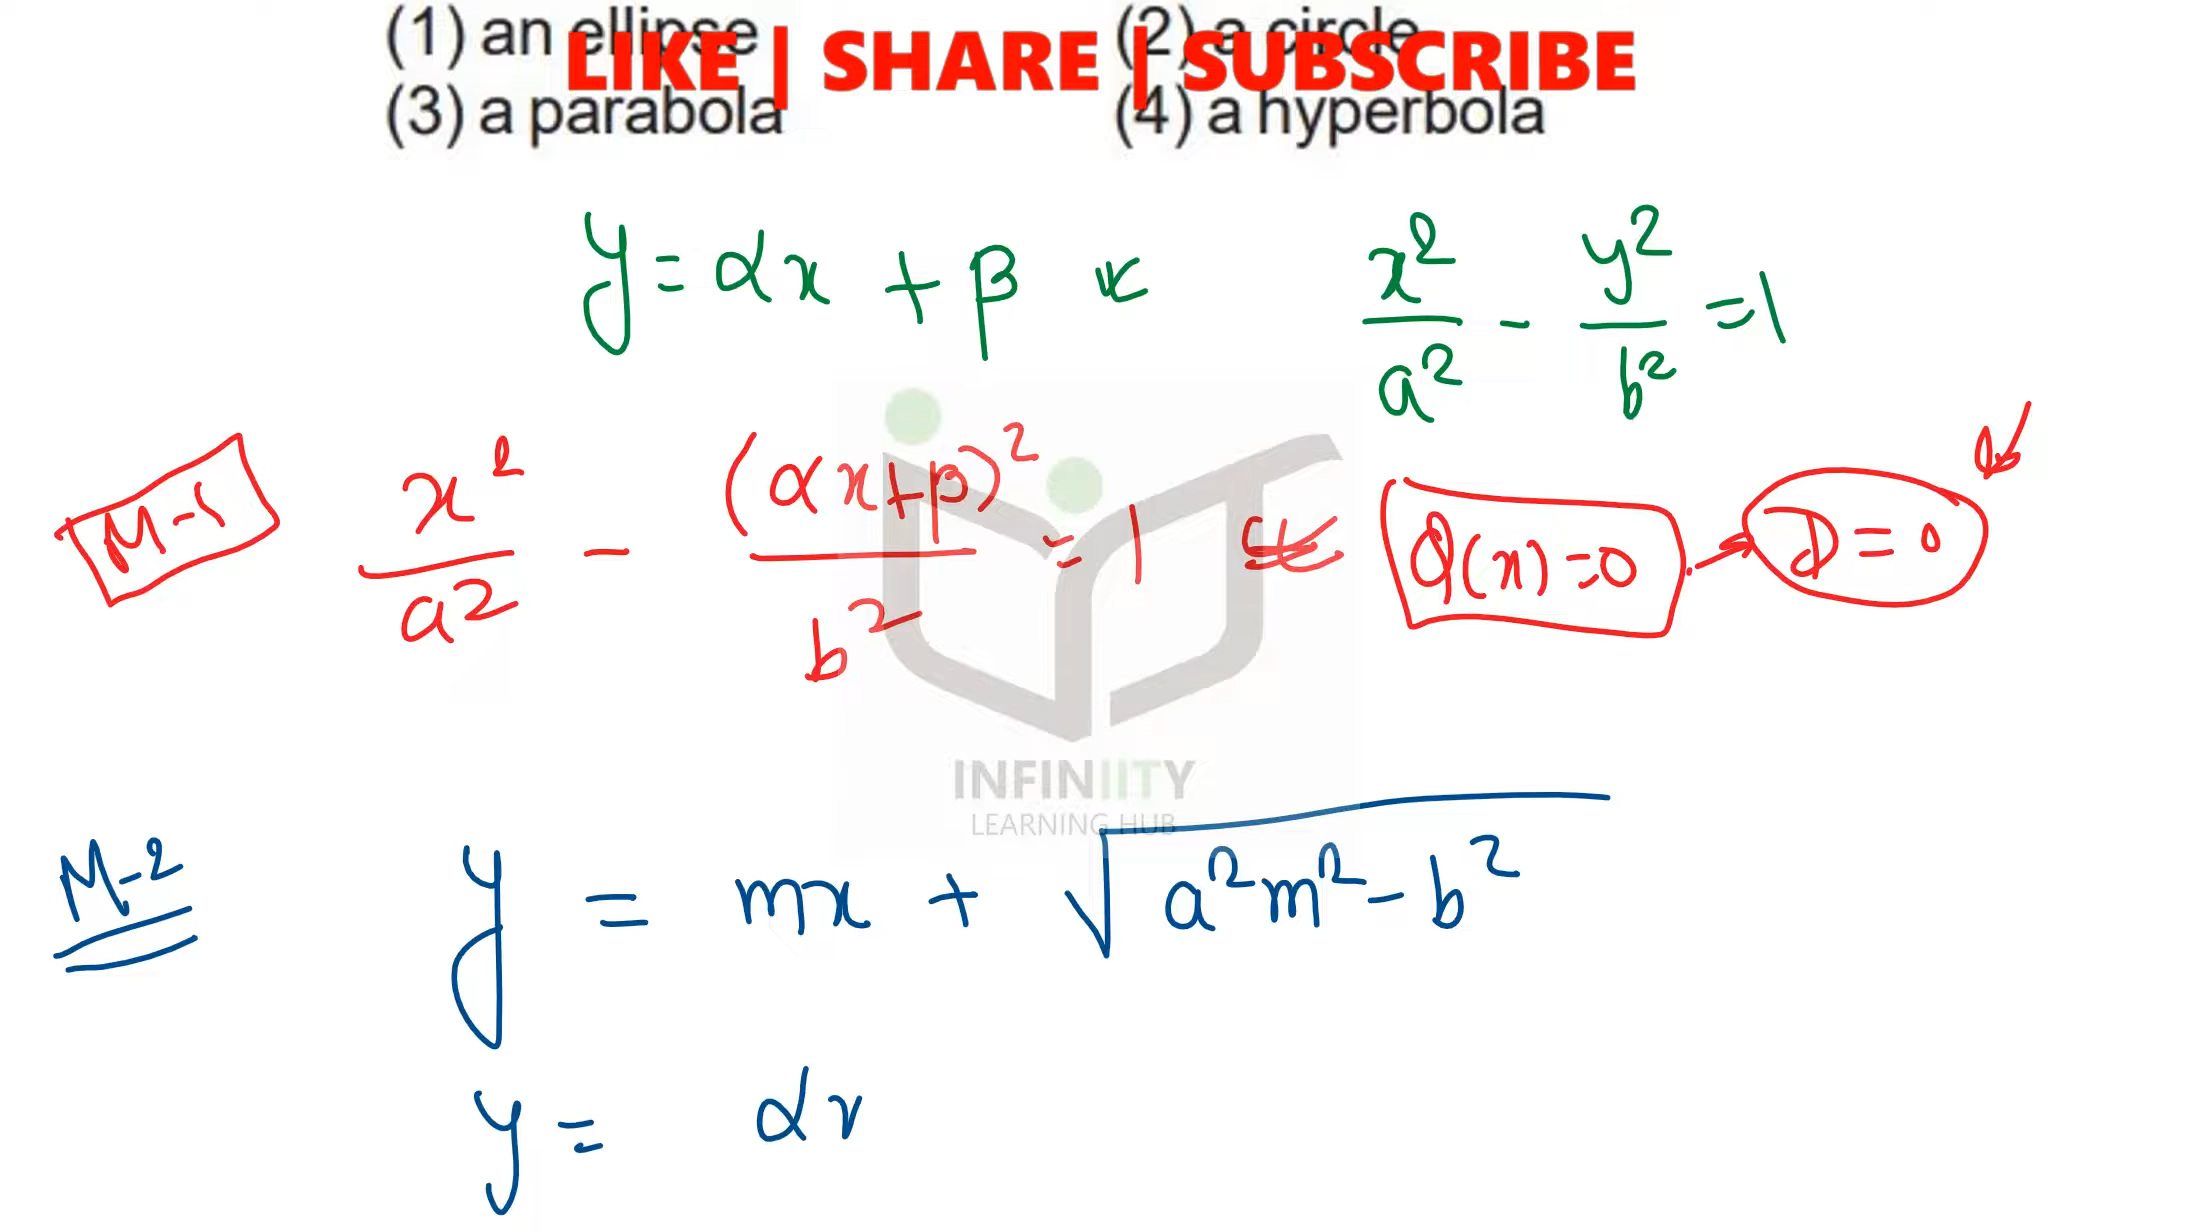 (1) an ellipse (2) a circle
LIKE | SHARE | SUBSCRIBE
(3) a parabola (4) a hyperbola
y = αx + β x²/a² - y²/b² = 1
M-1 x²/a² - (αx+β)²/b² = 1 Q(x)=0 → D = 0
INFINIITY
LEARNING HUB
M-2 y = mx + √(a²m² - b²)
y = αx